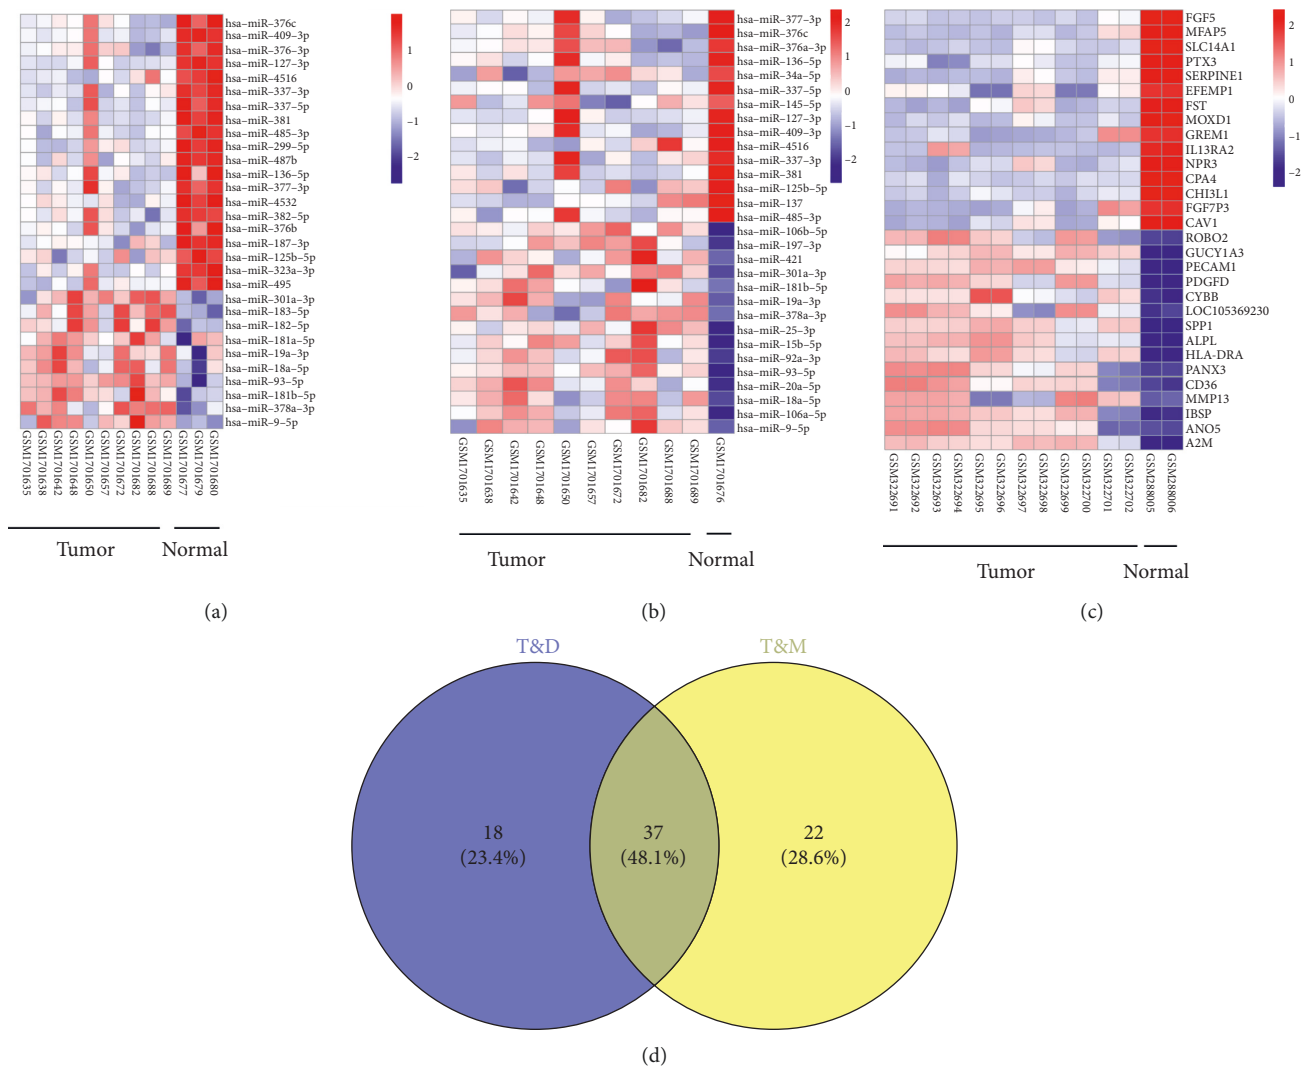 hsa−miR−376c
hsa−miR−409−3p
hsa−miR−376−3p
hsa−miR−127−3p
hsa−miR−4516
hsa−miR−337−3p
hsa−miR−337−5p
hsa−miR−381
hsa−miR−485−3p
hsa−miR−299−5p
hsa−miR−487b
hsa−miR−136−5p
hsa−miR−377−3p
hsa−miR−4532
hsa−miR−382−5p
hsa−miR−376b
hsa−miR−187−3p
hsa−miR−125b−5p
hsa−miR−323a−3p
hsa−miR−495
hsa−miR−301a−3p
hsa−miR−183−5p
hsa−miR−182−5p
hsa−miR−181a−5p
hsa−miR−19a−3p
hsa−miR−18a−5p
hsa−miR−93−5p
hsa−miR−181b−5p
hsa−miR−378a−3p
hsa−miR−9−5p
1
0
−1
−2
GSM1701635
GSM1701638
GSM1701642
GSM1701648
GSM1701650
GSM1701657
GSM1701672
GSM1701682
GSM1701688
GSM1701689
GSM1701677
GSM1701679
GSM1701680
Tumor
Normal
(a)
hsa−miR−377−3p
hsa−miR−376c
hsa−miR−376a−3p
hsa−miR−136−5p
hsa−miR−34a−5p
hsa−miR−337−5p
hsa−miR−145−5p
hsa−miR−127−3p
hsa−miR−409−3p
hsa−miR−4516
hsa−miR−337−3p
hsa−miR−381
hsa−miR−125b−5p
hsa−miR−137
hsa−miR−485−3p
hsa−miR−106b−5p
hsa−miR−197−3p
hsa−miR−421
hsa−miR−301a−3p
hsa−miR−181b−5p
hsa−miR−19a−3p
hsa−miR−378a−3p
hsa−miR−25−3p
hsa−miR−15b−5p
hsa−miR−92a−3p
hsa−miR−93−5p
hsa−miR−20a−5p
hsa−miR−18a−5p
hsa−miR−106a−5p
hsa−miR−9−5p
2
1
0
−1
−2
GSM1701635
GSM1701638
GSM1701642
GSM1701648
GSM1701650
GSM1701657
GSM1701672
GSM1701682
GSM1701688
GSM1701689
GSM1701676
Tumor
Normal
(b)
FGF5
MFAP5
SLC14A1
PTX3
SERPINE1
EFEMP1
FST
MOXD1
GREM1
IL13RA2
NPR3
CPA4
CHI3L1
FGF7P3
CAV1
ROBO2
GUCY1A3
PECAM1
PDGFD
CYBB
LOC105369230
SPP1
ALPL
HLA-DRA
PANX3
CD36
MMP13
IBSP
ANO5
A2M
2
1
0
−1
−2
GSM322691
GSM322692
GSM322693
GSM322694
GSM322695
GSM322696
GSM322697
GSM322698
GSM322699
GSM322700
GSM322701
GSM322702
GSM288005
GSM288006
Tumor
Normal
(c)
T&D
T&M
18
(23.4%)
37
(48.1%)
22
(28.6%)
(d)